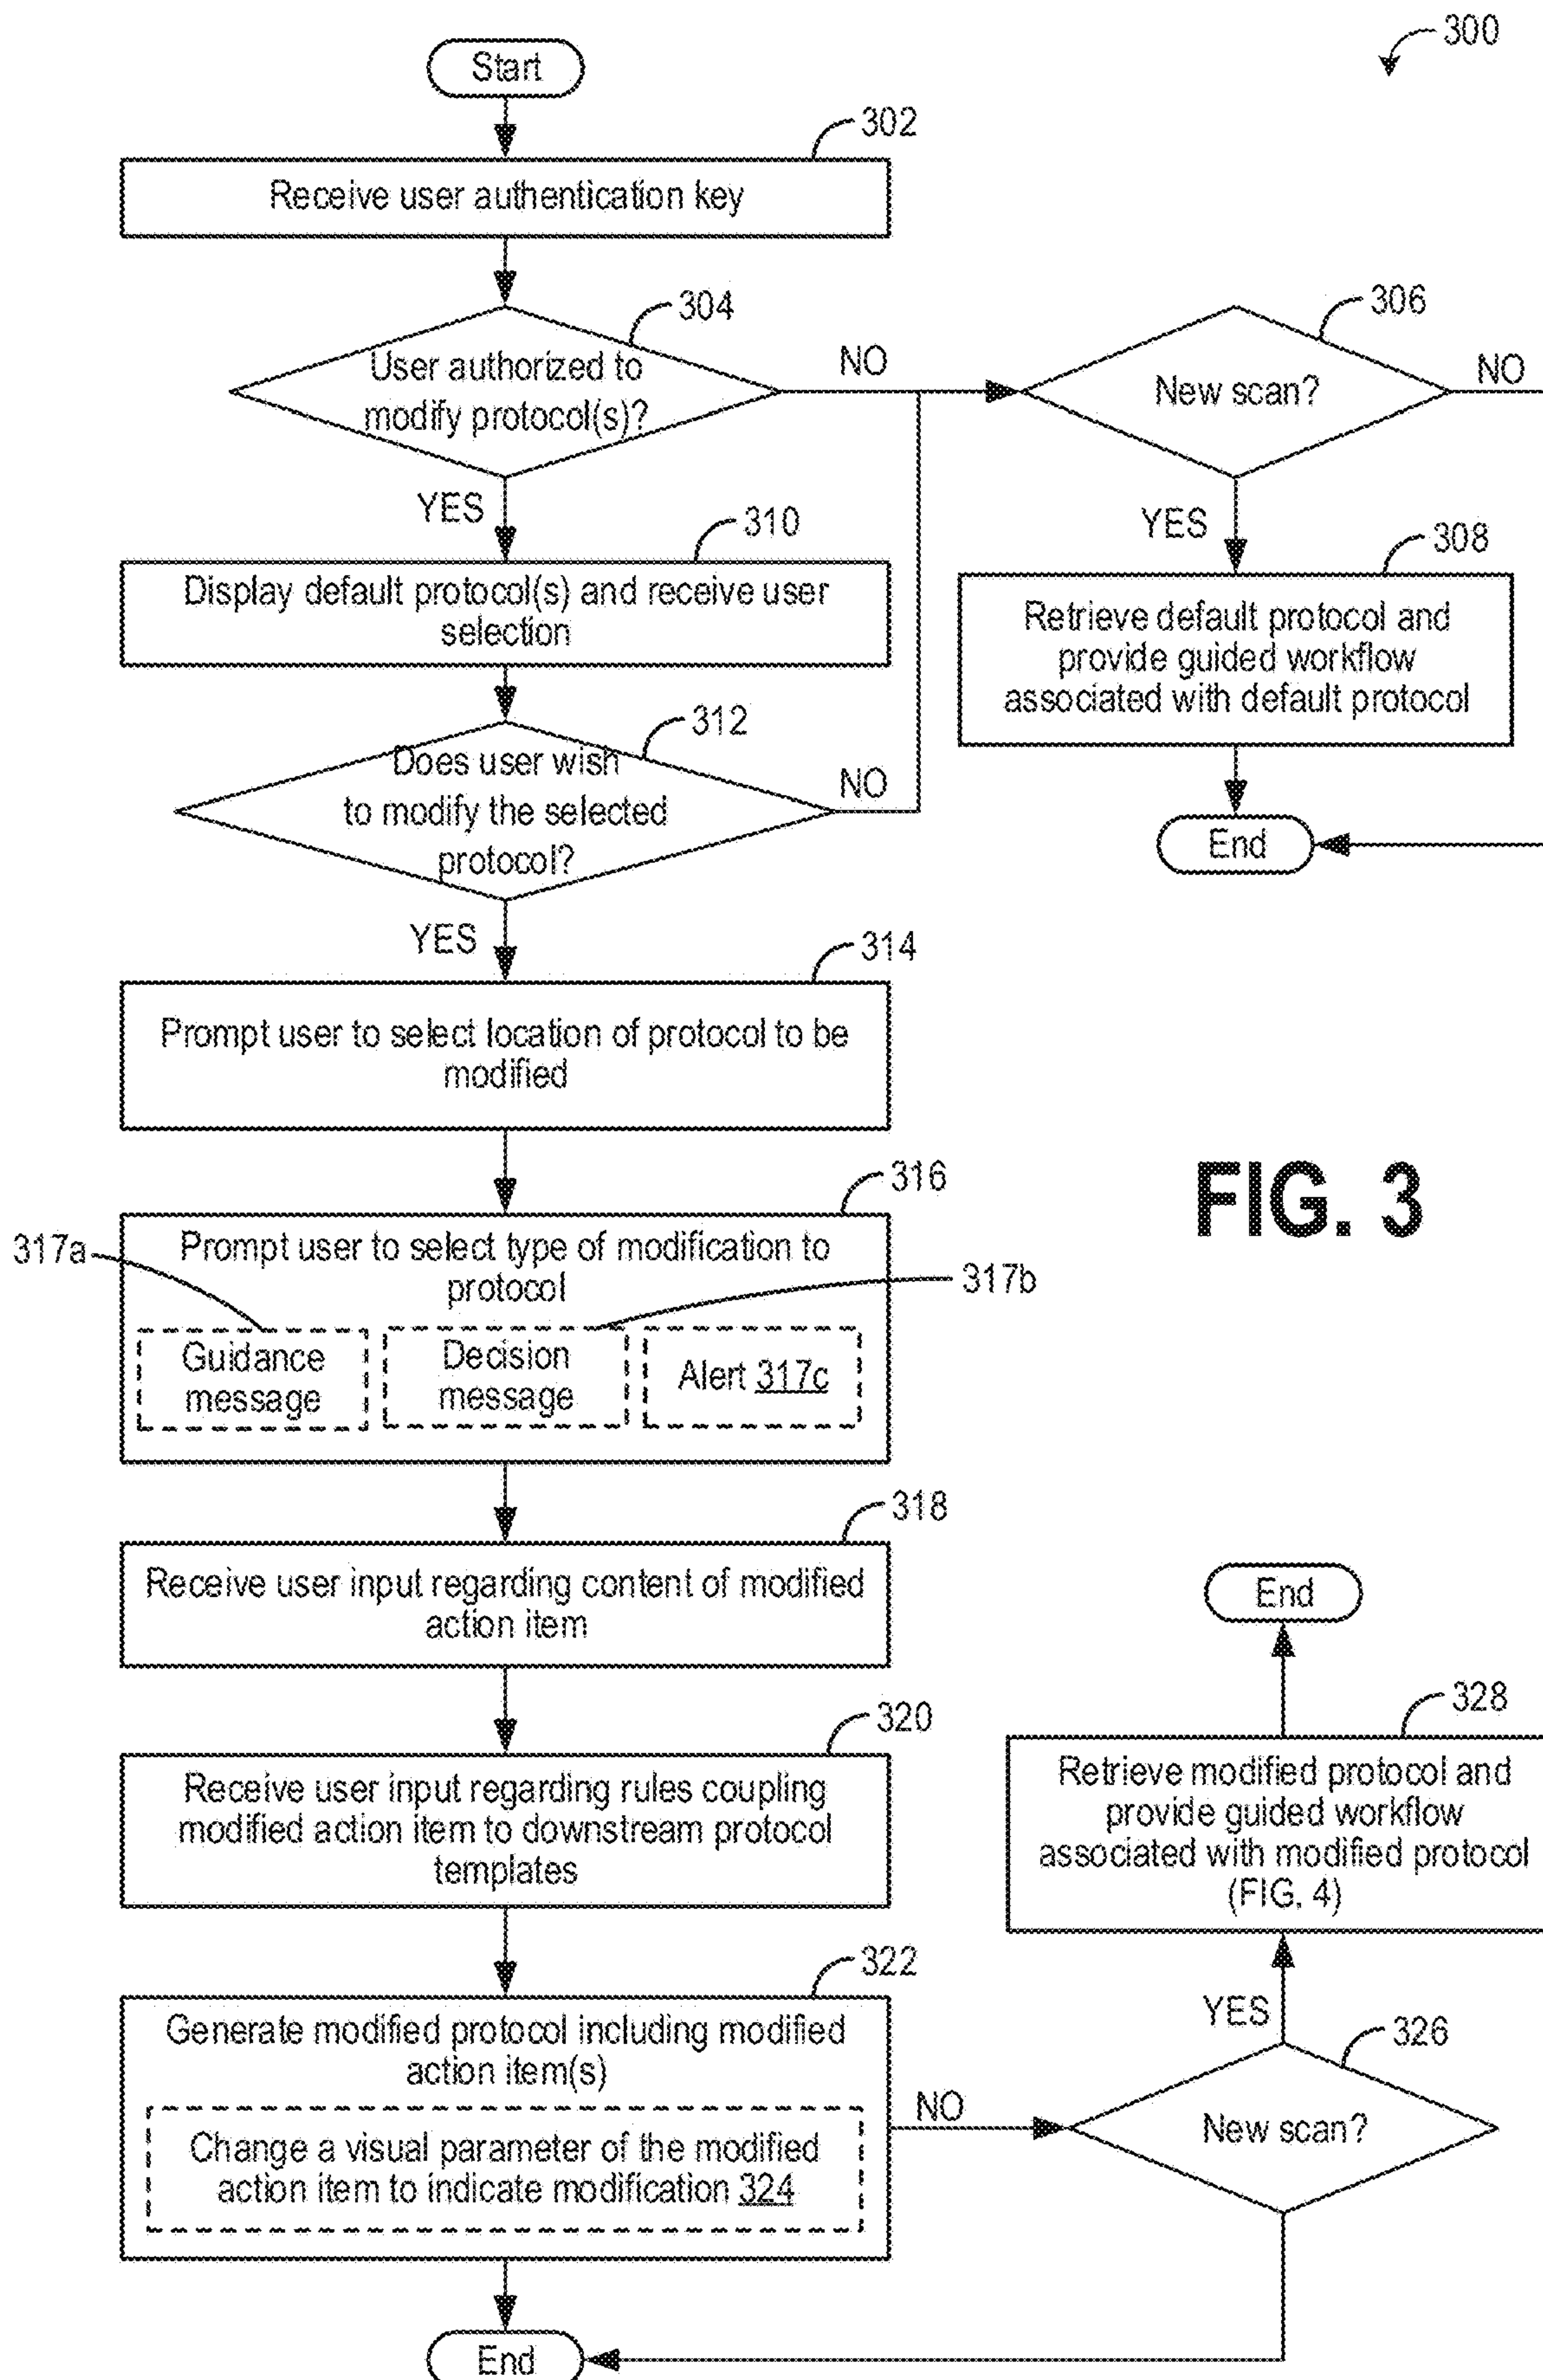 300
Start
302
Receive user authentication key
304
User authorized to
modify protocol(s)?
NO
306
New scan?
NO
YES
310
Display default protocol(s) and receive user
selection
YES
308
Retrieve default protocol and
provide guided workflow
associated with default protocol
End
312
Does user wish
to modify the selected
protocol?
NO
YES
314
Prompt user to select location of protocol to be
modified
FIG. 3
316
Prompt user to select type of modification to
protocol
317a
317b
Guidance
message
Decision
message
Alert 317c
318
Receive user input regarding content of modified
action item
320
Receive user input regarding rules coupling
modified action item to downstream protocol
templates
End
328
Retrieve modified protocol and
provide guided workflow
associated with modified protocol
(FIG. 4)
322
Generate modified protocol including modified
action item(s)
Change a visual parameter of the modified
action item to indicate modification 324
NO
YES
326
New scan?
End